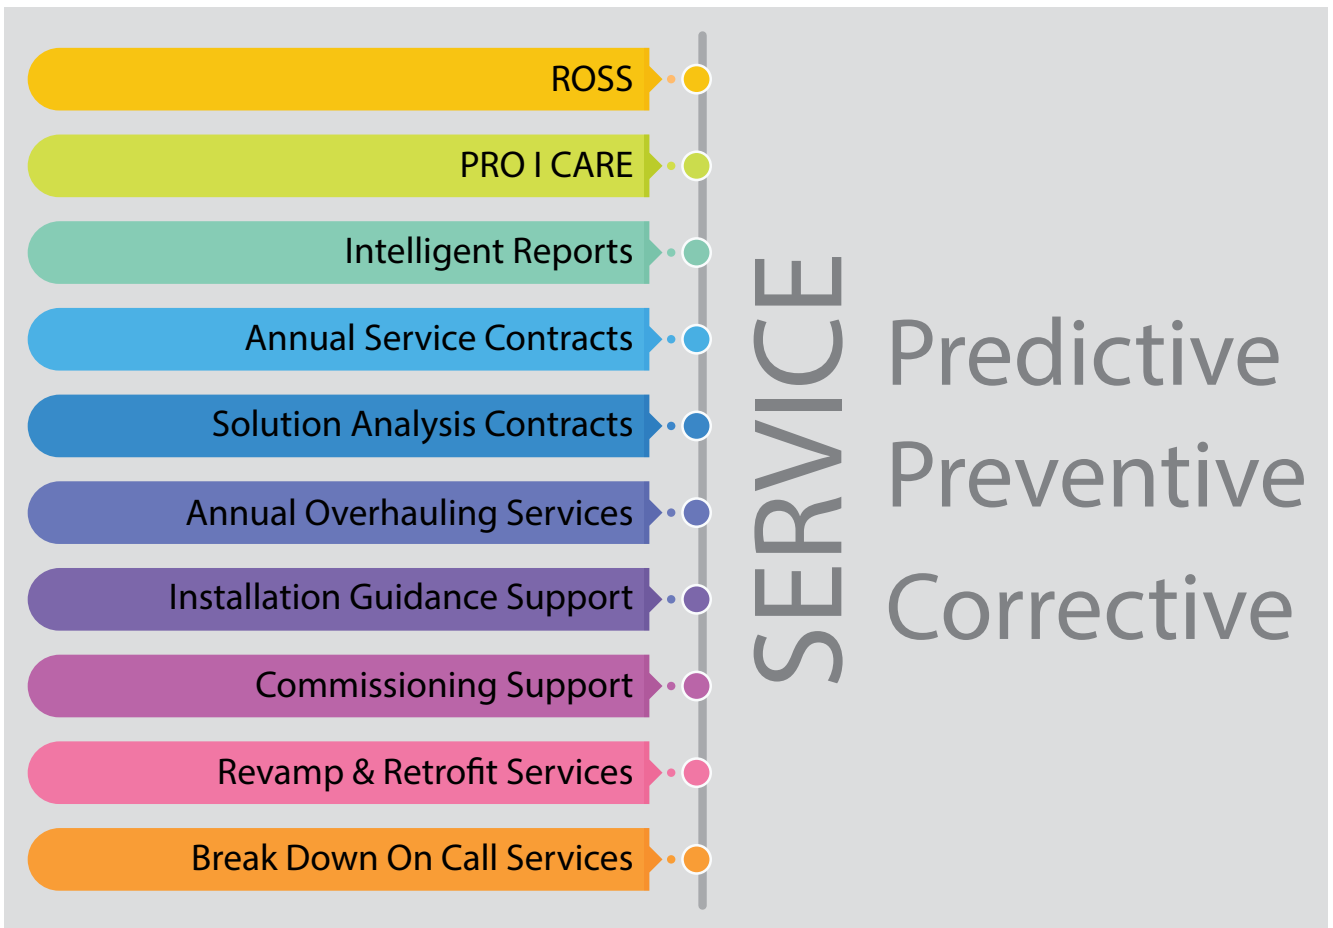 ROSS
PRO I CARE
Intelligent Reports
Annual Service Contracts
Solution Analysis Contracts
Annual Overhauling Services
Installation Guidance Support
Commissioning Support
Revamp & Retrofit Services
Break Down On Call Services
SERVICE
Predictive
Preventive
Corrective